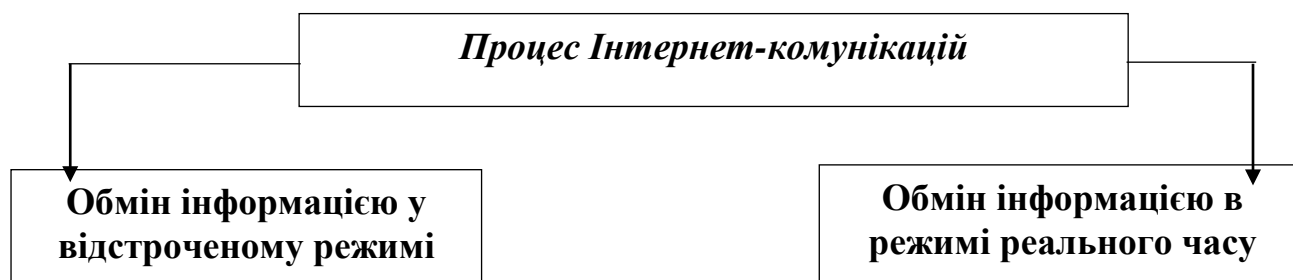 Процес Інтернет-комунікацій
Обмін інформацією у
відстроченому режимі
Обмін інформацією в
режимі реального часу